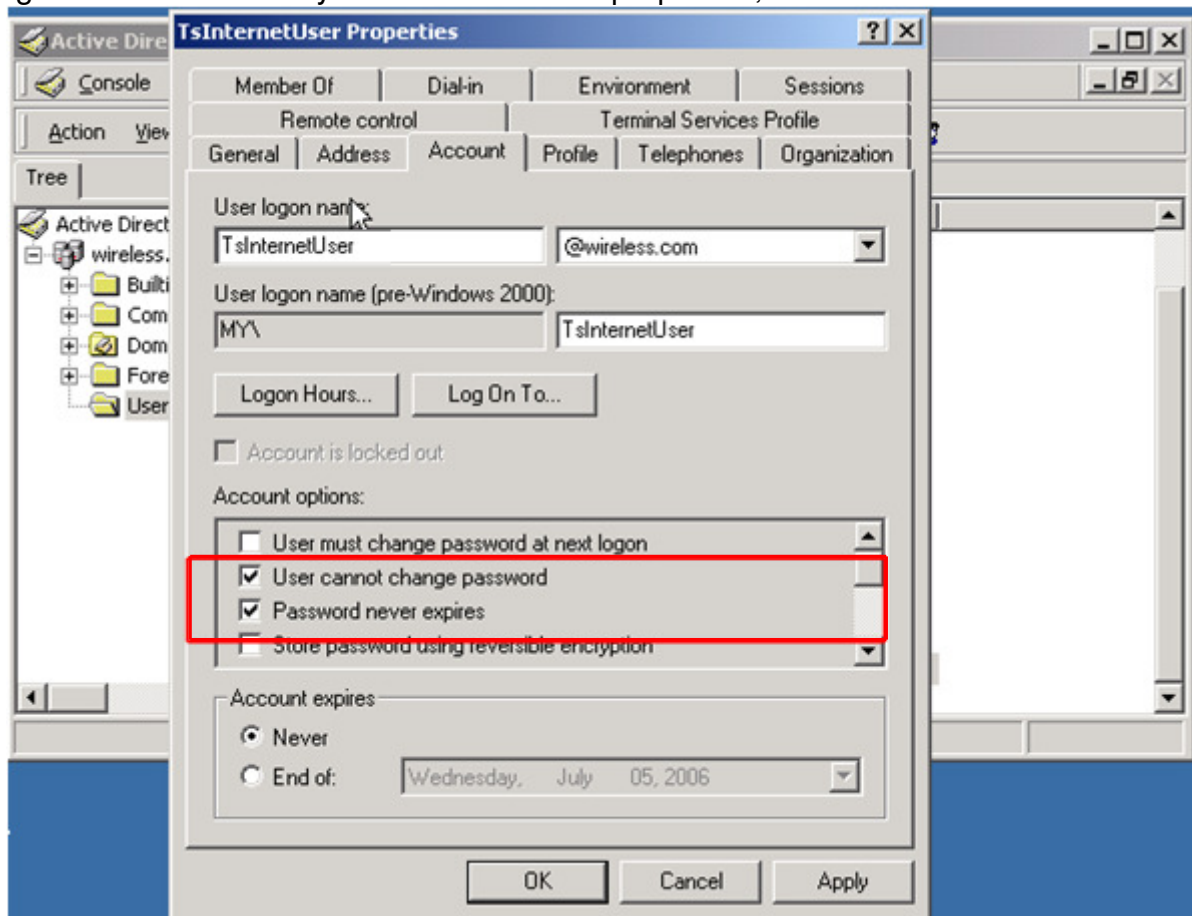 Active Dire
TsInternetUser Properties
Console
Action View
Tree
Active Direct
wireless.
Builti
Com
Dom
Fore
User
Member Of Dial-in Environment Sessions
Remote control Terminal Services Profile
General Address Account Profile Telephones Organization
User logon name:
TsInternetUser @wireless.com
User logon name (pre-Windows 2000):
MY\ TsInternetUser
Logon Hours... Log On To...
Account is locked out
Account options:
User must change password at next logon
User cannot change password
Password never expires
Store password using reversible encryption
Account expires
Never
End of: Wednesday, July 05, 2006
OK Cancel Apply